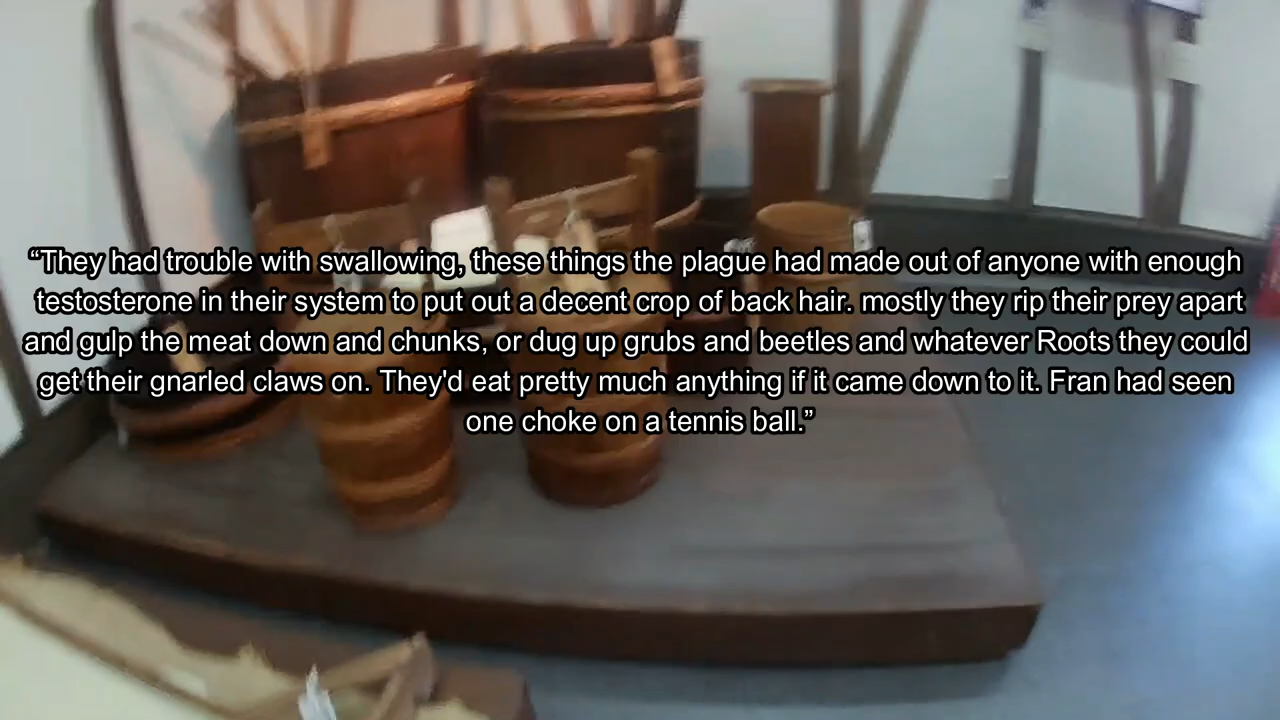 “They had trouble with swallowing, these things the plague had made out of anyone with enough
testosterone in their system to put out a decent crop of back hair. mostly they rip their prey apart
and gulp the meat down and chunks, or dug up grubs and beetles and whatever Roots they could
get their gnarled claws on. They'd eat pretty much anything if it came down to it. Fran had seen
one choke on a tennis ball.”